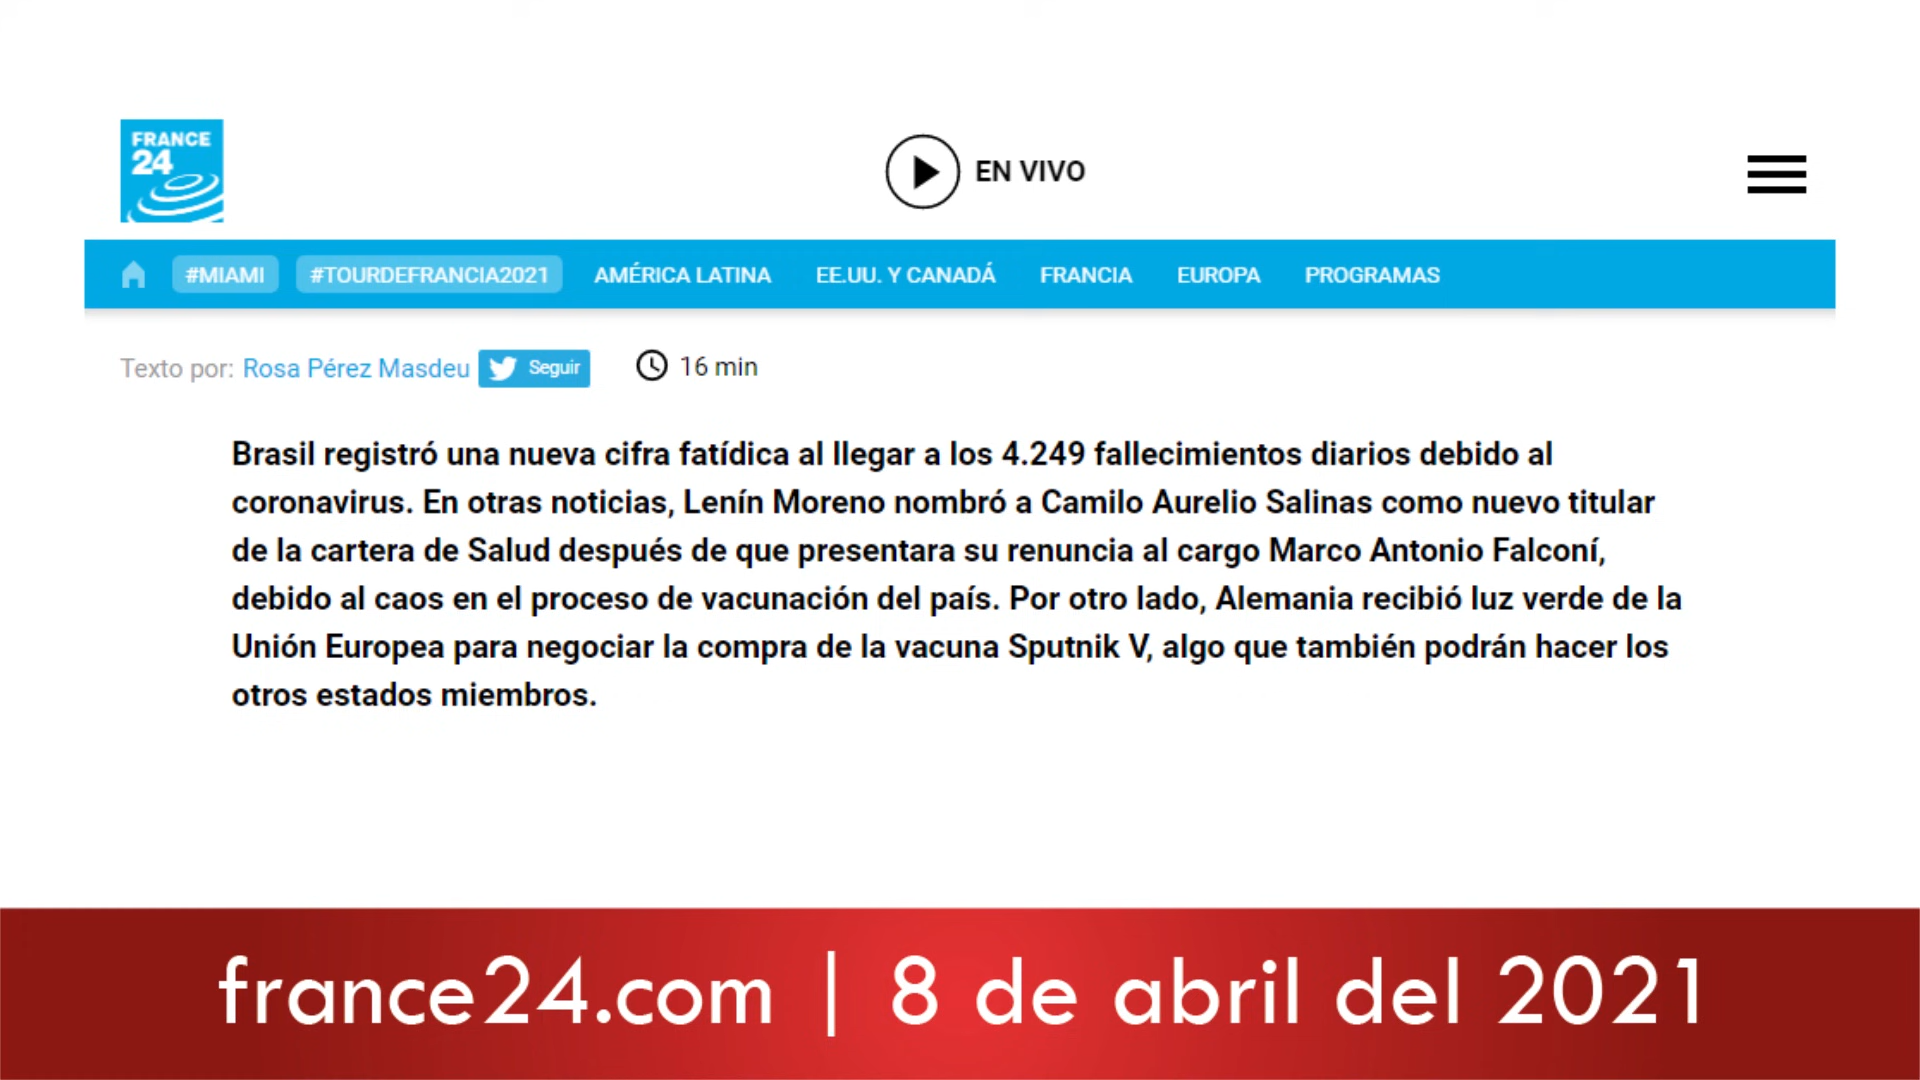 FRANCE
24
EN VIVO
#MIAMI #TOURDEFRANCIA2021 AMÉRICA LATINA EE.UU. Y CANADÁ FRANCIA EUROPA PROGRAMAS
Texto por: Rosa Pérez Masdeu Seguir 16 min
Brasil registró una nueva cifra fatídica al llegar a los 4.249 fallecimientos diarios debido al
coronavirus. En otras noticias, Lenín Moreno nombró a Camilo Aurelio Salinas como nuevo titular
de la cartera de Salud después de que presentara su renuncia al cargo Marco Antonio Falconí,
debido al caos en el proceso de vacunación del país. Por otro lado, Alemania recibió luz verde de la
Unión Europea para negociar la compra de la vacuna Sputnik V, algo que también podrán hacer los
otros estados miembros.
france24.com | 8 de abril del 2021